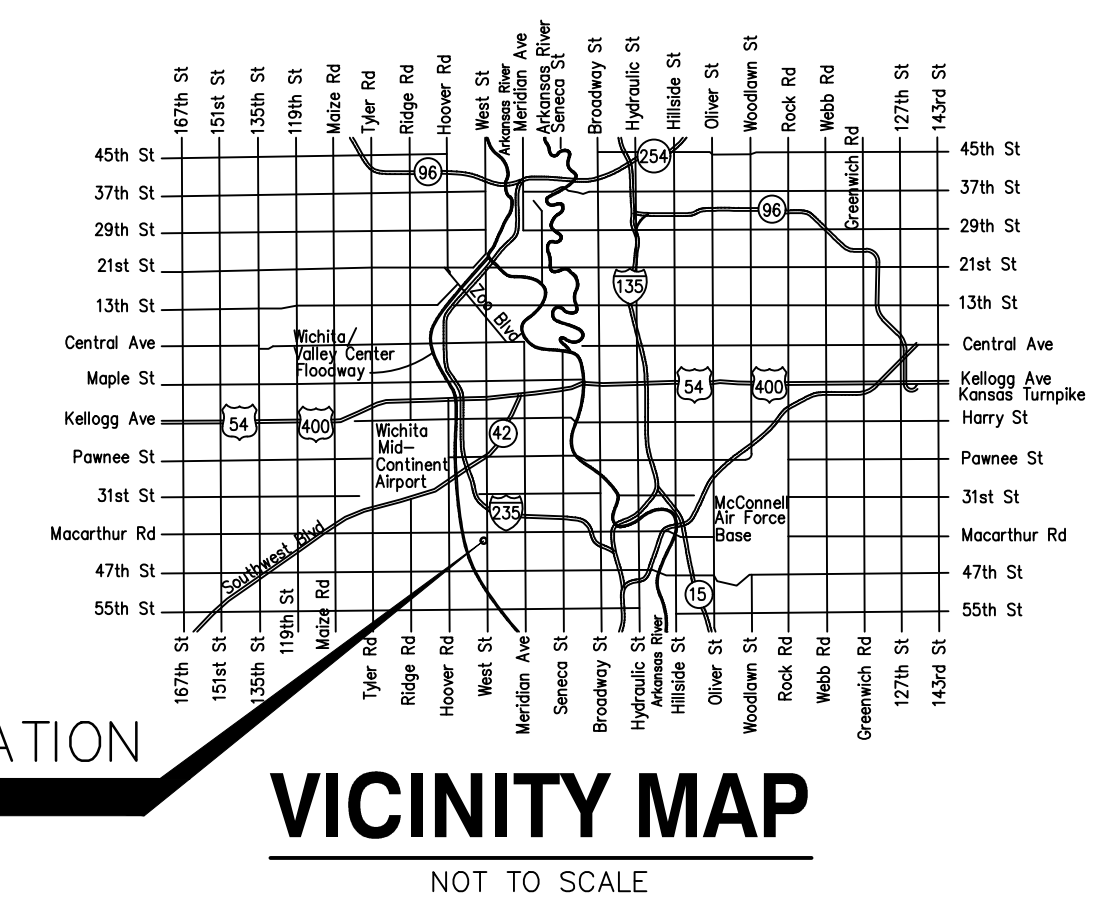 167th St
151st St
135th St
119th St
Maize Rd
Tyler Rd
Ridge Rd
Hoover Rd
West St
Arkansas River
Meridian Ave
Arkansas River
Seneca St
Broadway St
Hydraulic St
Hillside St
Oliver St
Woodlawn St
Rock Rd
Webb Rd
Greenwich Rd
127th St
143rd St
45th St
254
45th St
96
37th St
37th St
96
29th St
29th St
21st St
21st St
135
13th St
Zoo Blvd
13th St
Central Ave
Wichita/
Valley Center
Floodway
Central Ave
Maple St
54
400
Kellogg Ave
Kansas Turnpike
Kellogg Ave
54
400
Harry St
42
Wichita
Mid-
Continent
Airport
Pawnee St
Pawnee St
31st St
31st St
235
McConnell
Air Force
Base
Macarthur Rd
Macarthur Rd
Southwest Blvd
47th St
47th St
15
55th St
55th St
167th St
151st St
135th St
119th St
Maize Rd
Tyler Rd
Ridge Rd
Hoover Rd
West St
Meridian Ave
Seneca St
Broadway St
Hydraulic St
Arkansas River
Hillside St
Oliver St
Woodlawn St
Rock Rd
Webb Rd
Greenwich Rd
127th St
143rd St
ATION
VICINITY MAP
NOT TO SCALE